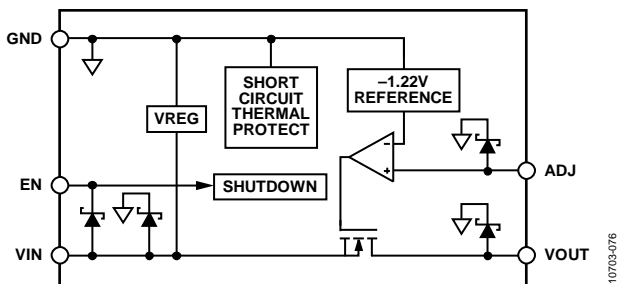 GND
SHORT
CIRCUIT
THERMAL
PROTECT
–1.22V
REFERENCE
VREG
–
+
ADJ
EN
SHUTDOWN
VIN
VOUT
10703-076